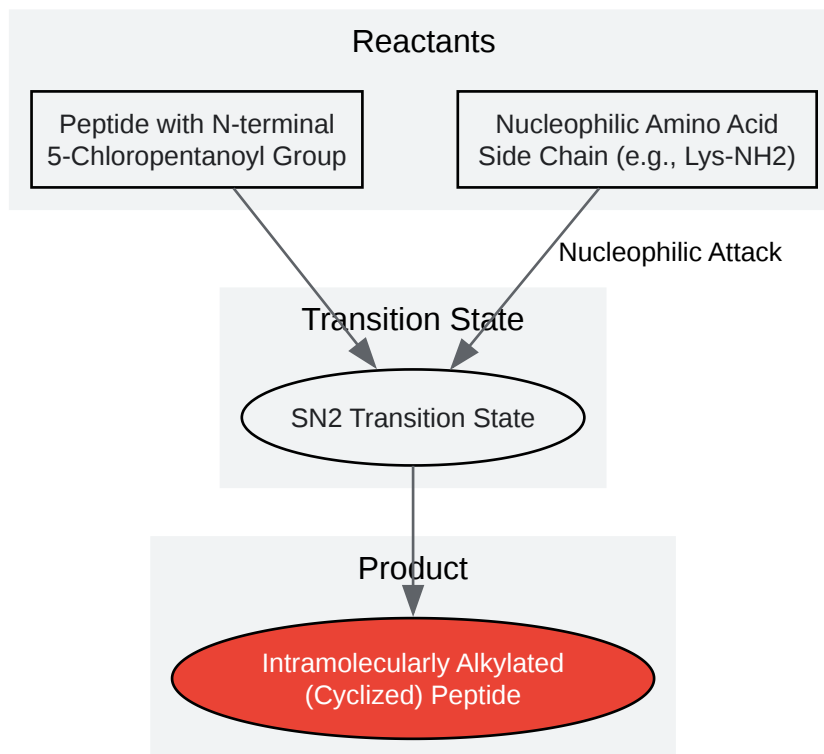 Reactants
Peptide with N-terminal
5-Chloropentanoyl Group
Nucleophilic Amino Acid
Side Chain (e.g., Lys-NH2)
Nucleophilic Attack
Transition State
SN2 Transition State
Product
Intramolecularly Alkylated
(Cyclized) Peptide